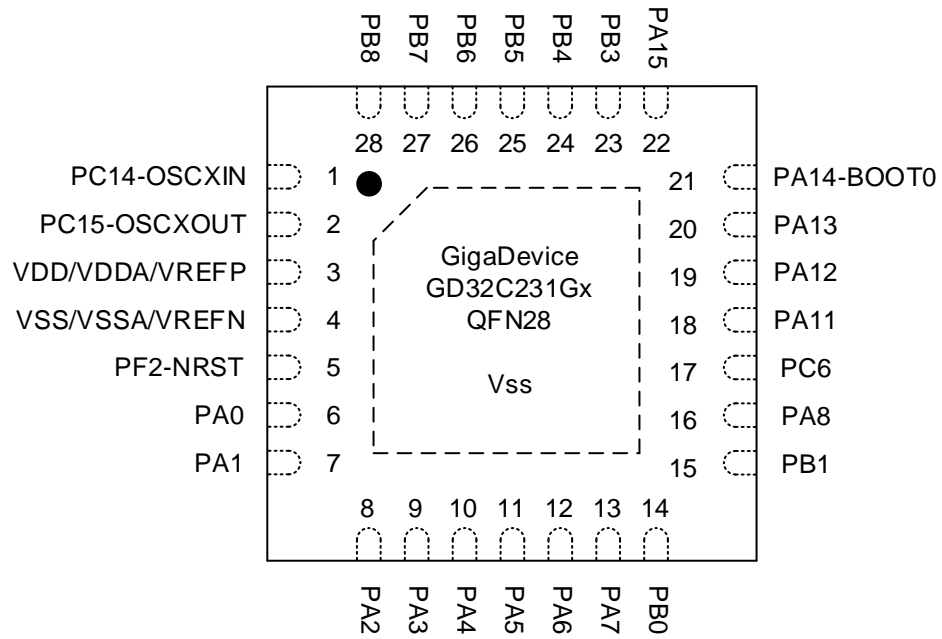 PB8 PB7 PB6 PB5 PB4 PB3 PA15
28 27 26 25 24 23 22
PC14-OSCXIN 1
PC15-OSCXOUT 2
VDD/VDDA/VREFP 3
VSS/VSSA/VREFN 4
PF2-NRST 5
PA0 6
PA1 7
GigaDevice
GD32C231Gx
QFN28
Vss
21 PA14-BOOT0
20 PA13
19 PA12
18 PA11
17 PC6
16 PA8
15 PB1
8 9 10 11 12 13 14
PA2 PA3 PA4 PA5 PA6 PA7 PB0